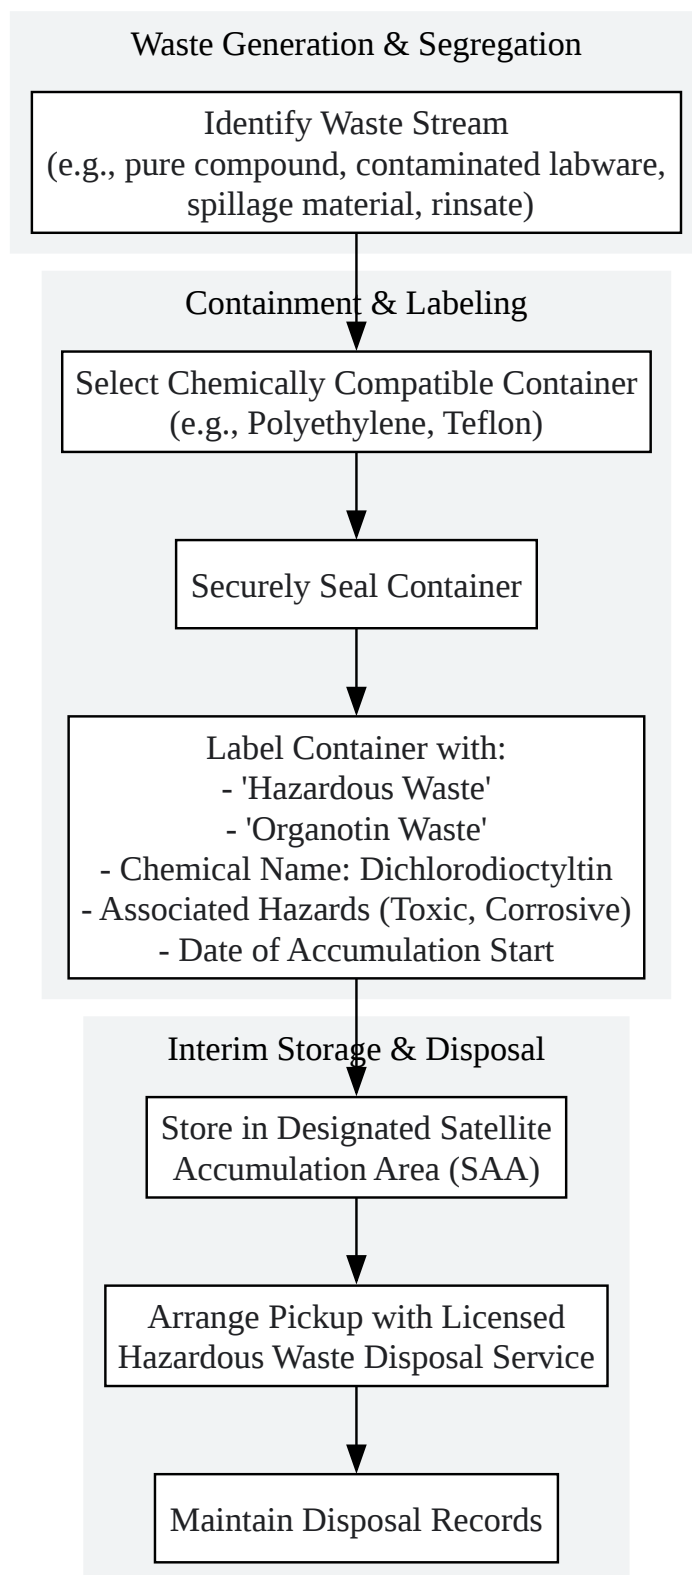 Waste Generation & Segregation
Identify Waste Stream
(e.g., pure compound, contaminated labware,
spillage material, rinsate)
Containment & Labeling
Select Chemically Compatible Container
(e.g., Polyethylene, Teflon)
Securely Seal Container
Label Container with:
- 'Hazardous Waste'
- 'Organotin Waste'
- Chemical Name: Dichlorodioctyltin
- Associated Hazards (Toxic, Corrosive)
- Date of Accumulation Start
Interim Storage & Disposal
Store in Designated Satellite
Accumulation Area (SAA)
Arrange Pickup with Licensed
Hazardous Waste Disposal Service
Maintain Disposal Records